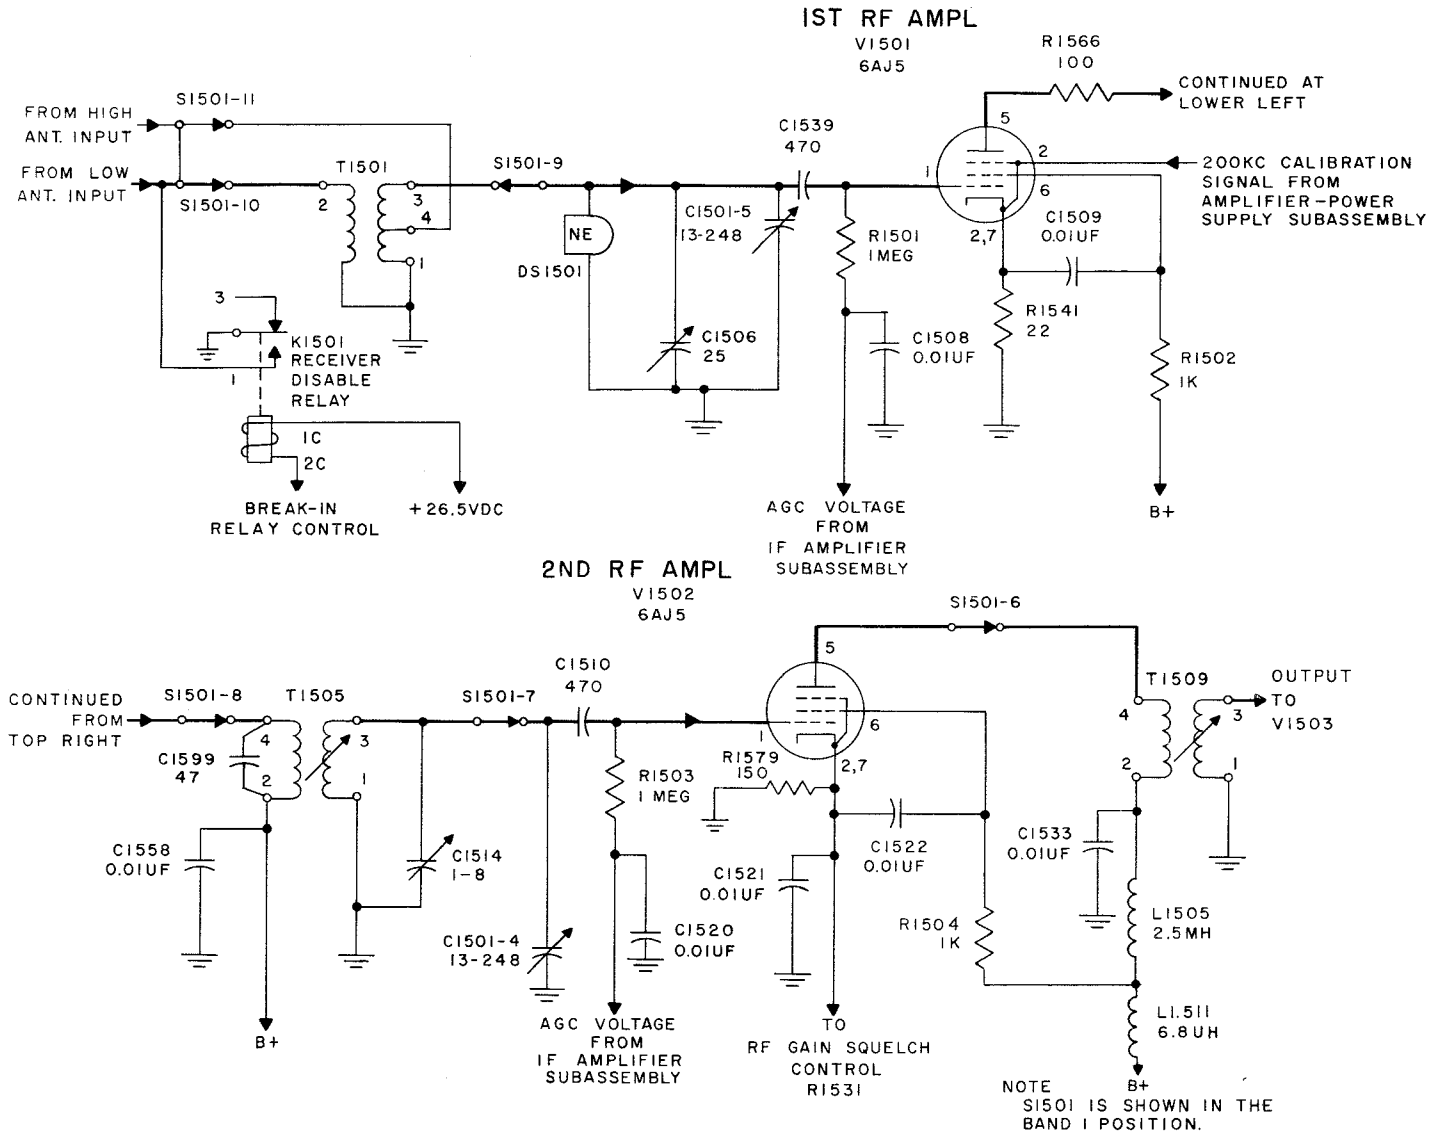 1ST RF AMPL
V1501
6AJ5
R1566
100
CONTINUED AT
LOWER LEFT
5
FROM HIGH
ANT. INPUT
S1501-11
C1539
470
2
200KC CALIBRATION
SIGNAL FROM
AMPLIFIER-POWER
SUPPLY SUBASSEMBLY
FROM LOW
ANT. INPUT
S1501-10
T1501
2
3
4
1
S1501-9
1
6
NE
DS1501
C1501-5
13-248
R1501
1MEG
2,7
C1509
0.01UF
3
K1501
RECEIVER
DISABLE
RELAY
1
C1506
25
C1508
0.01UF
R1541
22
R1502
1K
1C
2C
BREAK-IN
RELAY CONTROL
+26.5VDC
AGC VOLTAGE
FROM
IF AMPLIFIER
SUBASSEMBLY
B+
2ND RF AMPL
V1502
6AJ5
S1501-6
5
CONTINUED
FROM
TOP RIGHT
S1501-8
T1505
4
2
3
1
C1599
47
S1501-7
C1510
470
1
6
T1509
4
2
3
1
OUTPUT
TO
V1503
R1503
1 MEG
R1579
150
2,7
C1558
0.01UF
C1514
1-8
C1521
0.01UF
C1522
0.01UF
C1533
0.01UF
C1501-4
13-248
C1520
0.01UF
R1504
1K
L1505
2.5MH
B+
AGC VOLTAGE
FROM
IF AMPLIFIER
SUBASSEMBLY
TO
RF GAIN SQUELCH
CONTROL
R1531
L1.511
6.8UH
B+
NOTE
S1501 IS SHOWN IN THE
BAND 1 POSITION.